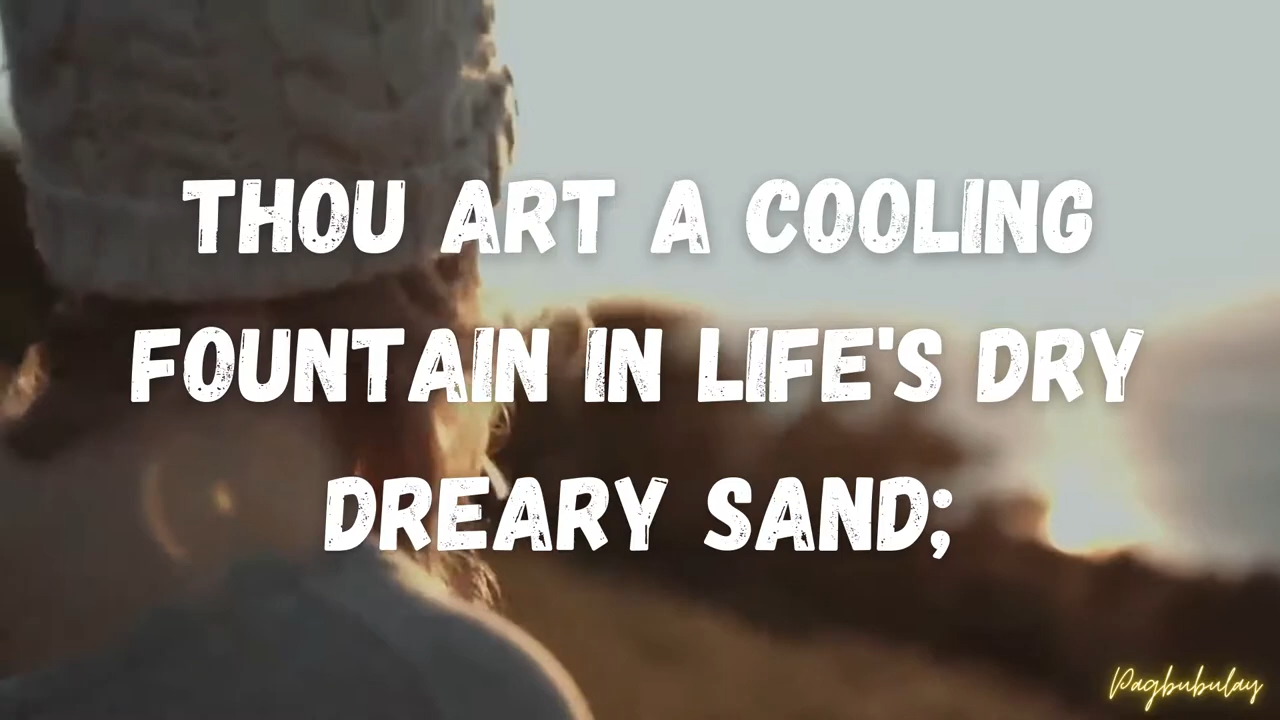 THOU ART A COOLING
FOUNTAIN IN LIFE'S DRY
DREARY SAND;
Pagbubulay